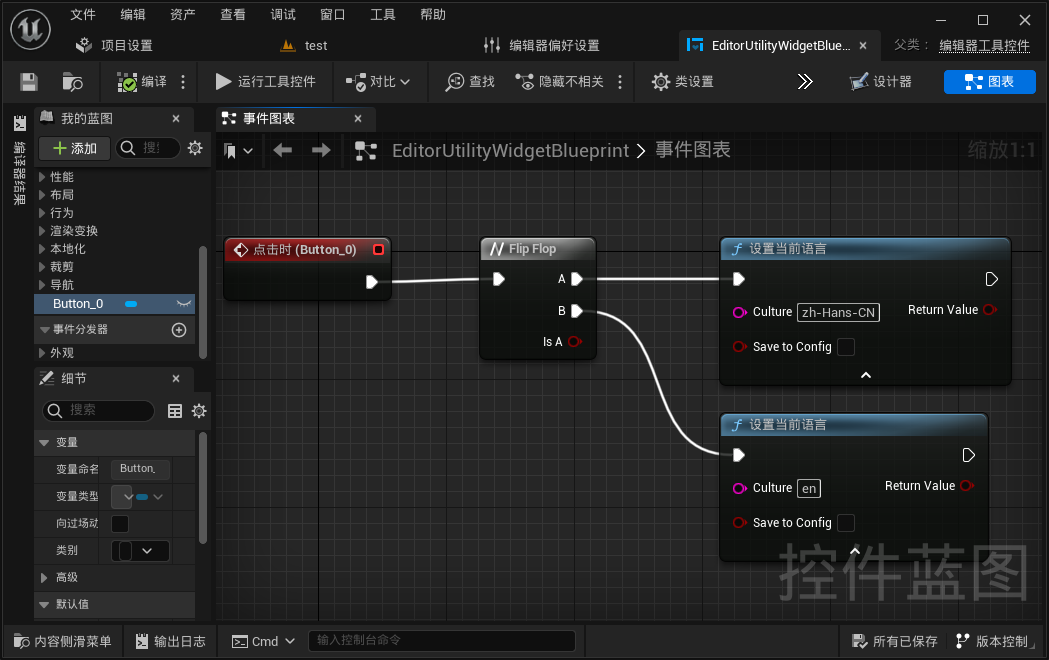 文件 编辑 资产 查看 调试 窗口 工具 帮助
项目设置 test 编辑器偏好设置 EditorUtilityWidgetBlue... 父类： 编辑器工具控件
编译 运行工具控件 对比 查找 隐藏不相关 类设置 设计器 图表
编译器结果
我的蓝图
添加
搜
性能
布局
行为
渲染变换
本地化
裁剪
导航
Button_0
事件分发器
外观
细节
搜索
变量
变量命名 Button_
变量类型
向过场动
类别
高级
默认值
事件图表
EditorUtilityWidgetBlueprint > 事件图表 缩放1:1
点击时 (Button_0)
Flip Flop
A
B
Is A
设置当前语言
Culture zh-Hans-CN Return Value
Save to Config
设置当前语言
Culture en Return Value
Save to Config
控件蓝图
内容侧滑菜单 输出日志 Cmd 输入控制台命令 所有已保存 版本控制